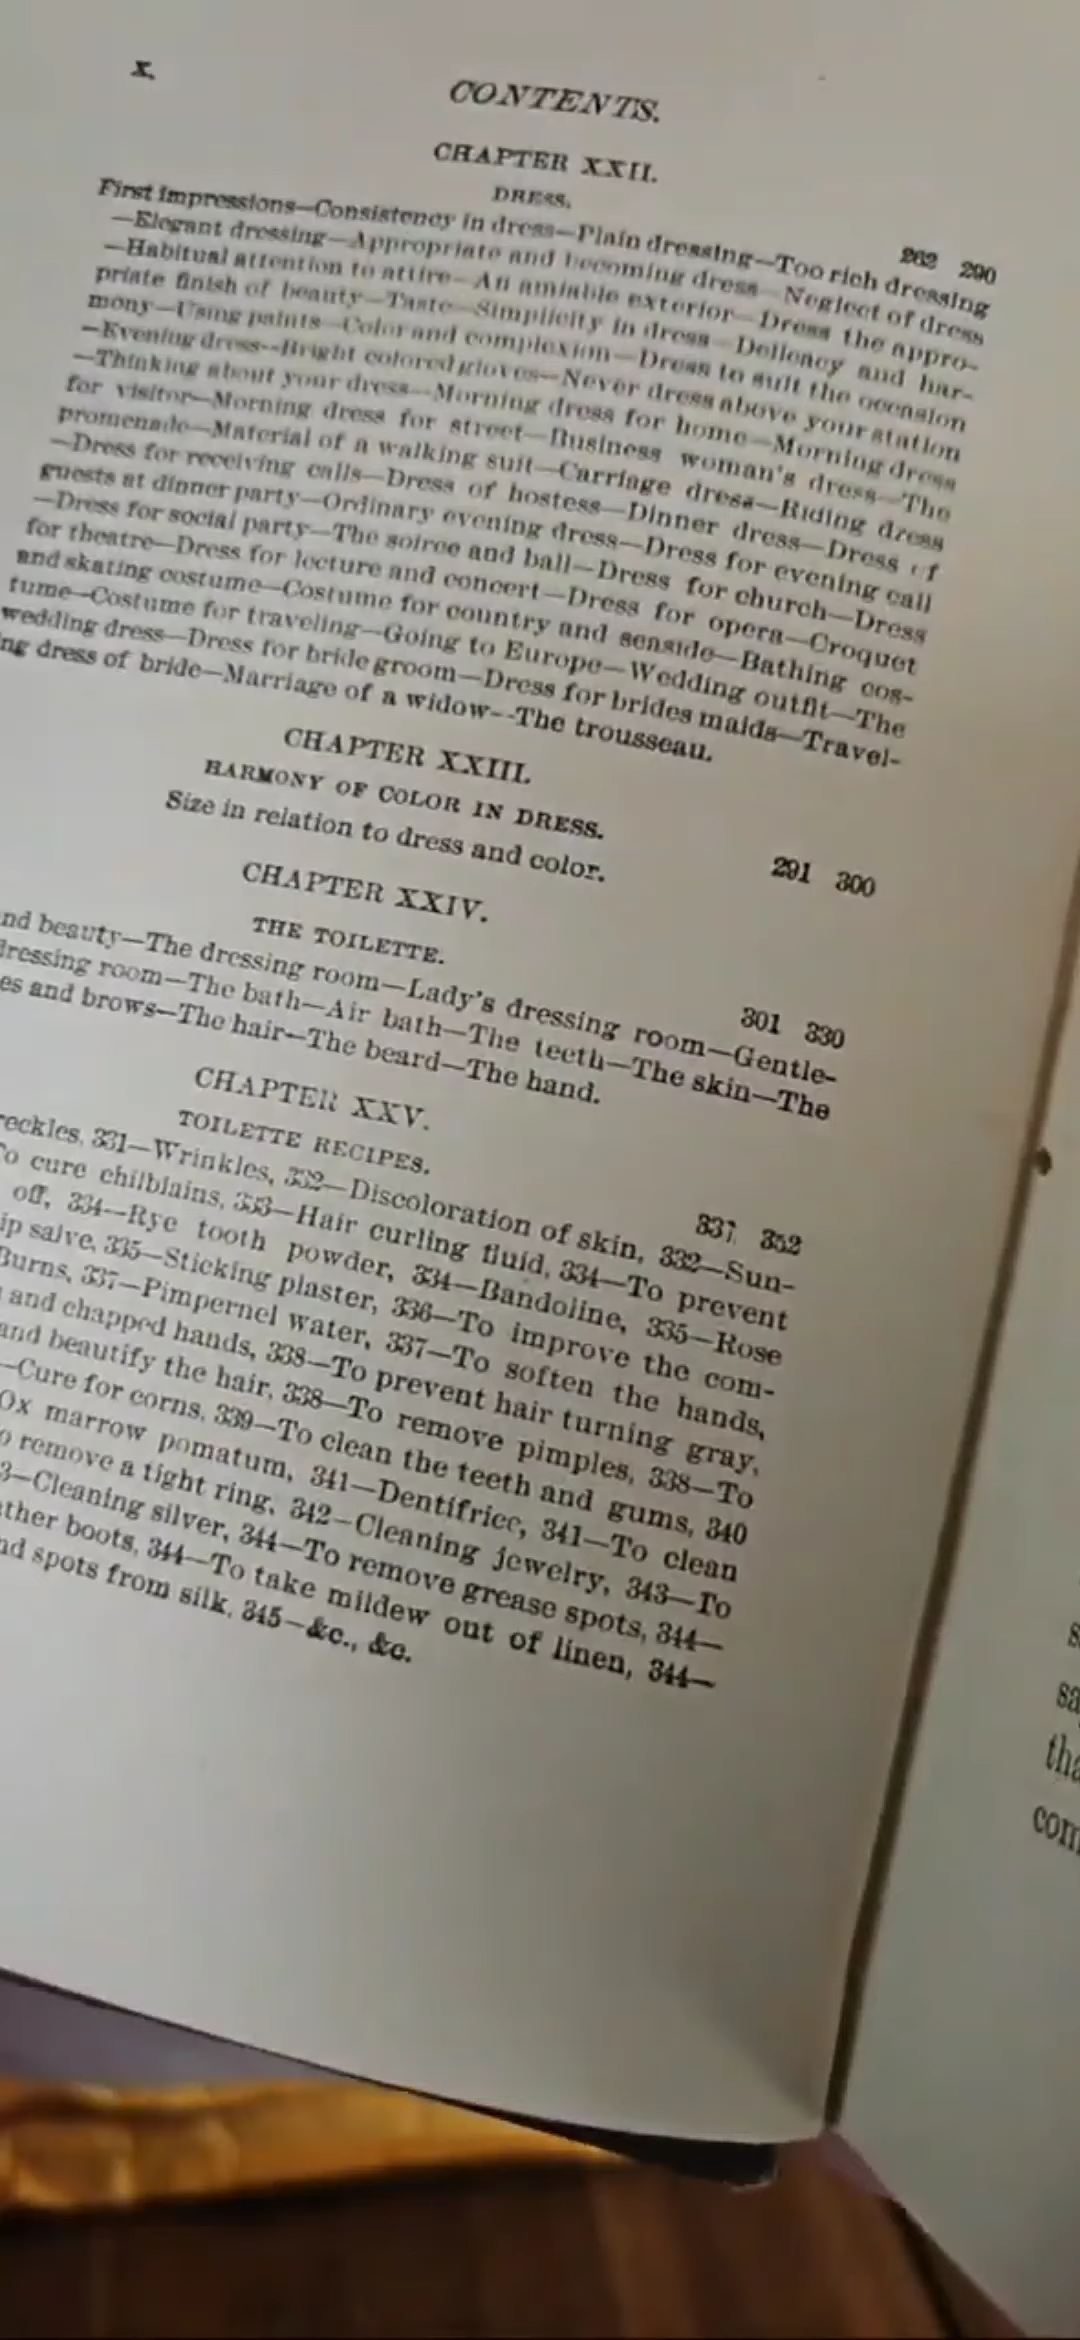 x.
CONTENTS.
CHAPTER XXII.
DRESS.
262 290
First impressions—Consistency in dress—Plain dressing—Too rich dressing
—Elegant dressing—Appropriate and becoming dress—Neglect of dress
—Habitual attention to attire—An amiable exterior—Dress the appro-
priate finish of beauty—Taste—Simplicity in dress—Delicacy and har-
mony—Using paints—Color and complexion—Dress to suit the occasion
—Evening dress—Bright colored gloves—Never dress above your station
—Thinking about your dress—Morning dress for home—Morning dress
for visitor—Morning dress for street—Business woman's dress—The
promenade—Material of a walking suit—Carriage dress—Riding dress
—Dress for receiving calls—Dress of hostess—Dinner dress—Dress of
guests at dinner party—Ordinary evening dress—Dress for evening call
—Dress for social party—The soiree and ball—Dress for church—Dress
for theatre—Dress for lecture and concert—Dress for opera—Croquet
and skating costume—Costume for country and seaside—Bathing cos-
tume—Costume for traveling—Going to Europe—Wedding outfit—The
wedding dress—Dress for bridegroom—Dress for brides maids—Travel-
ng dress of bride—Marriage of a widow—The trousseau.
CHAPTER XXIII.
HARMONY OF COLOR IN DRESS.
291 300
Size in relation to dress and color.
CHAPTER XXIV.
THE TOILETTE.
301 330
nd beauty—The dressing room—Lady's dressing room—Gentle-
dressing room—The bath—Air bath—The teeth—The skin—The
es and brows—The hair—The beard—The hand.
CHAPTER XXV.
TOILETTE RECIPES.
337 352
reckles, 331—Wrinkles, 332—Discoloration of skin, 332—Sun-
To cure chilblains, 333—Hair curling fluid, 334—To prevent
off, 334—Rye tooth powder, 334—Bandoline, 335—Rose
ip salve, 335—Sticking plaster, 336—To improve the com-
Burns, 337—Pimpernel water, 337—To soften the hands,
and chapped hands, 338—To prevent hair turning gray,
and beautify the hair, 338—To remove pimples, 338—To
—Cure for corns, 339—To clean the teeth and gums, 340
Ox marrow pomatum, 341—Dentifrice, 341—To clean
o remove a tight ring, 342—Cleaning jewelry, 343—To
3—Cleaning silver, 344—To remove grease spots, 344—
ather boots, 344—To take mildew out of linen, 344—
nd spots from silk, 345—&c., &c.
s
sa
tha
com